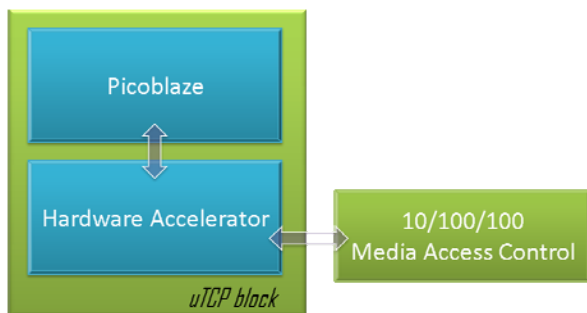 Picoblaze
Hardware Accelerator
10/100/100
Media Access Control
uTCP block